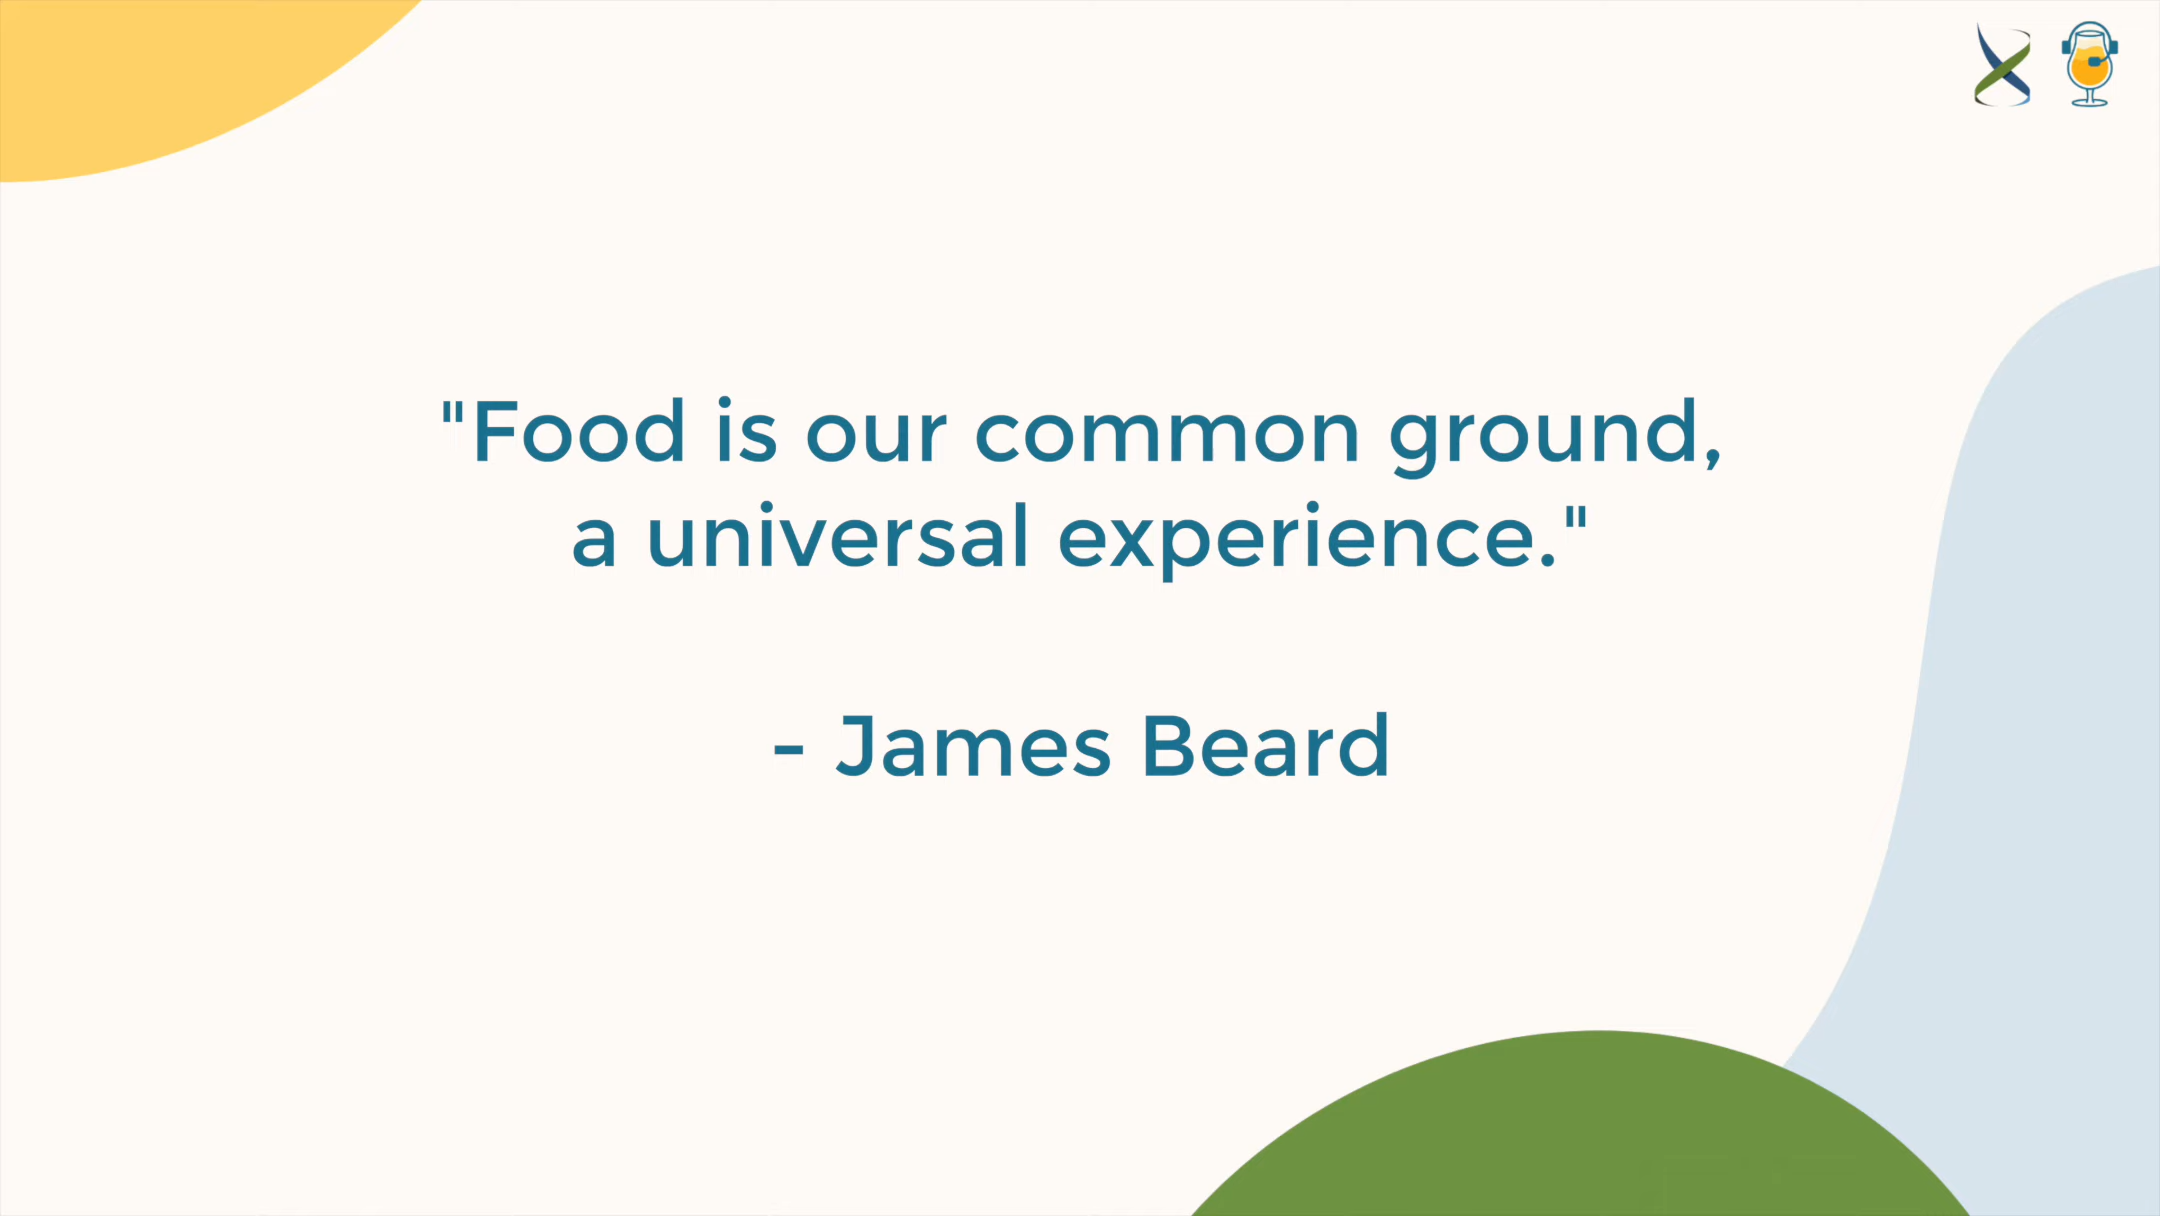 "Food is our common ground,
a universal experience."
- James Beard